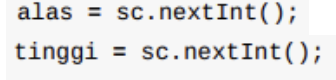 alas = sc.nextInt();
tinggi = sc.nextInt();